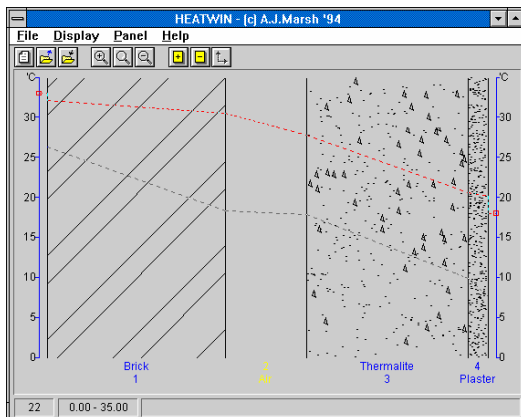 HEATWIN - (c) A.J.Marsh '94
File Display Panel Help
°C °C
30 30
25 25
20 20
15 15
10 10
5 5
0 0
Brick 2 Thermalite 4
1 Air 3 Plaster
22 0.00 - 35.00